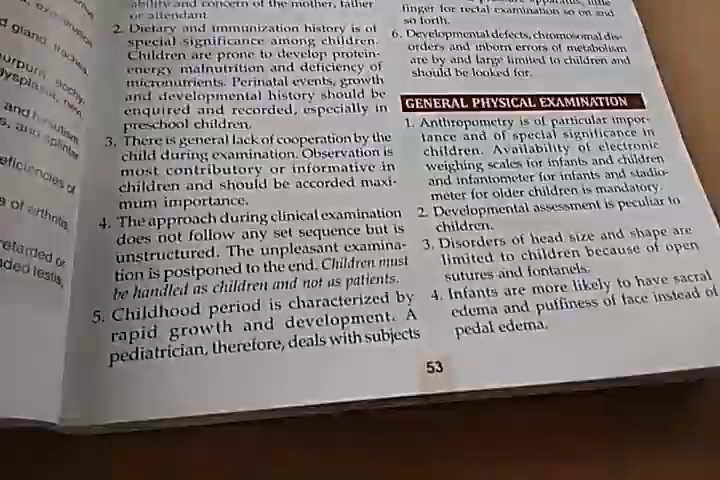 ability and concern of the mother, father
or attendant
2. Dietary and immunization history is of
special significance among children.
Children are prone to develop protein-
energy malnutrition and deficiency of
micronutrients. Perinatal events, growth
and developmental history should be
enquired and recorded, especially in
preschool children.
3. There is general lack of cooperation by the
child during examination. Observation is
most contributory or informative in
children and should be accorded maxi-
mum importance.
4. The approach during clinical examination
does not follow any set sequence but is
unstructured. The unpleasant examina-
tion is postponed to the end. Children must
be handled as children and not as patients.
5. Childhood period is characterized by
rapid growth and development. A
pediatrician, therefore, deals with subjects
finger for rectal examination so on and
so forth.
6. Developmental defects, chromosomal dis-
orders and inborn errors of metabolism
are by and large limited to children and
should be looked for.
GENERAL PHYSICAL EXAMINATION
1. Anthropometry is of particular impor-
tance and of special significance in
children. Availability of electronic
weighing scales for infants and children
and infantometer for infants and stadio-
meter for older children is mandatory.
2. Developmental assessment is peculiar to
children.
3. Disorders of head size and shape are
limited to children because of open
sutures and fontanels.
4. Infants are more likely to have sacral
edema and puffiness of face instead of
pedal edema.
53